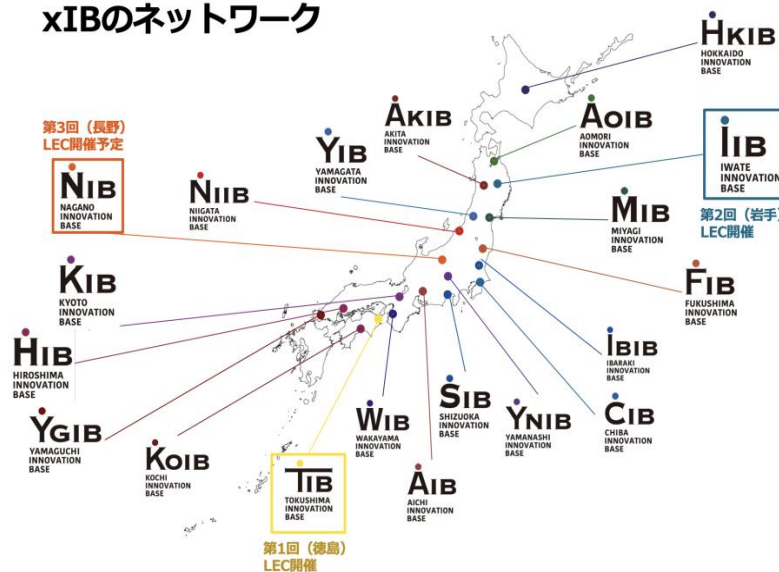 xIBのネットワーク
HKIB
HOKKAIDO
INNOVATION
BASE
AKIB
AKITA
INNOVATION
BASE
AOIB
AOMORI
INNOVATION
BASE
第3回（長野）
LEC開催予定
NIB
NAGANO
INNOVATION
BASE
NIIB
NIIGATA
INNOVATION
BASE
YIB
YAMAGATA
INNOVATION
BASE
IIB
IWATE
INNOVATION
BASE
第2回（岩手）
LEC開催
MIB
MIYAGI
INNOVATION
BASE
KIB
KYOTO
INNOVATION
BASE
FIB
FUKUSHIMA
INNOVATION
BASE
HIB
HIROSHIMA
INNOVATION
BASE
IBIB
IBARAKI
INNOVATION
BASE
YGIB
YAMAGUCHI
INNOVATION
BASE
KOIB
KOCHI
INNOVATION
BASE
WIB
WAKAYAMA
INNOVATION
BASE
SIB
SHIZUOKA
INNOVATION
BASE
YNIB
YAMANASHI
INNOVATION
BASE
CIB
CHIBA
INNOVATION
BASE
TIB
TOKUSHIMA
INNOVATION
BASE
AIB
AICHI
INNOVATION
BASE
第1回（徳島）
LEC開催